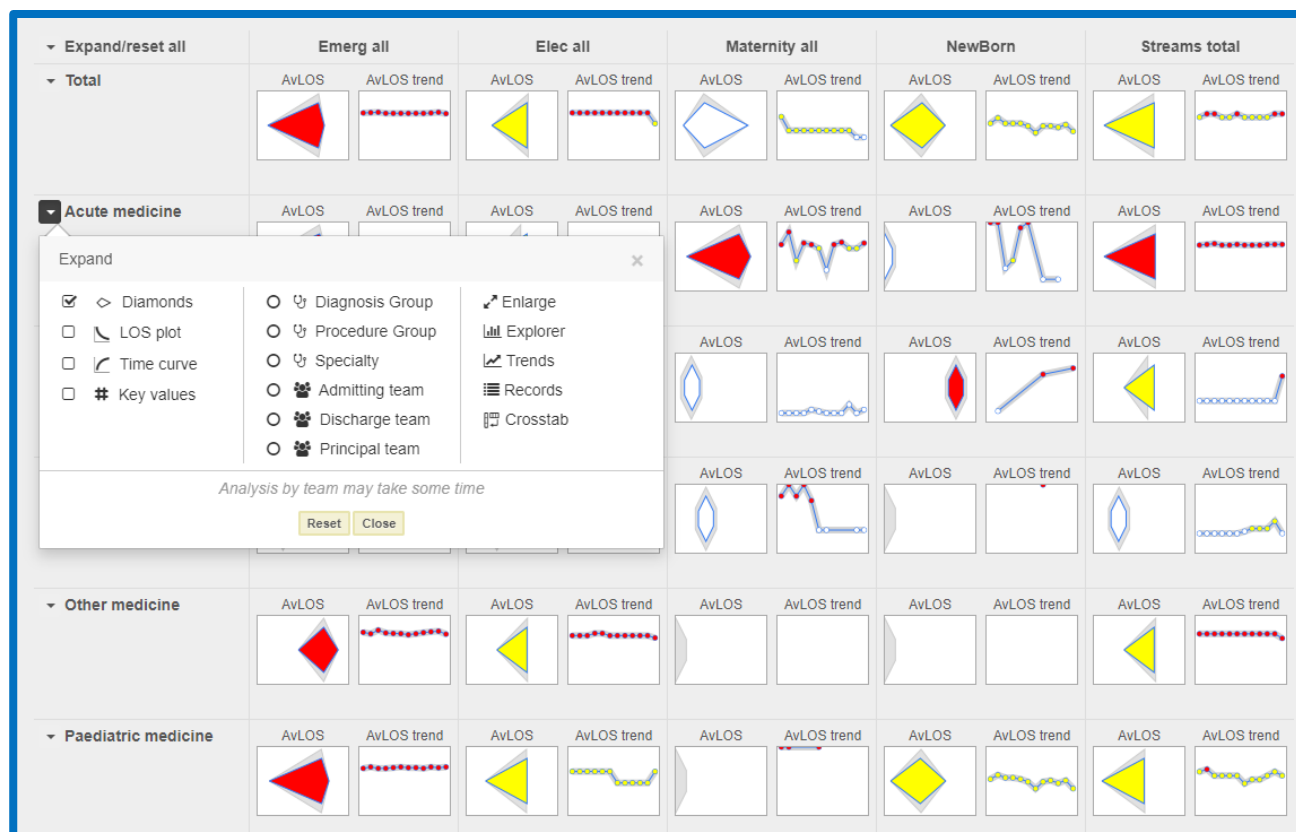 Expand/reset all Emerg all Elec all Maternity all NewBorn Streams total
Total AvLOS AvLOS trend AvLOS AvLOS trend AvLOS AvLOS trend AvLOS AvLOS trend AvLOS AvLOS trend
Acute medicine AvLOS AvLOS trend AvLOS AvLOS trend AvLOS AvLOS trend AvLOS AvLOS trend AvLOS AvLOS trend
Expand ×
Diamonds Diagnosis Group Enlarge
LOS plot Procedure Group Explorer
Time curve Specialty Trends
Key values Admitting team Records
Discharge team Crosstab
Principal team
Analysis by team may take some time
Reset Close
AvLOS AvLOS trend AvLOS AvLOS trend AvLOS AvLOS trend
AvLOS AvLOS trend AvLOS AvLOS trend AvLOS AvLOS trend
Other medicine AvLOS AvLOS trend AvLOS AvLOS trend AvLOS AvLOS trend AvLOS AvLOS trend AvLOS AvLOS trend
Paediatric medicine AvLOS AvLOS trend AvLOS AvLOS trend AvLOS AvLOS trend AvLOS AvLOS trend AvLOS AvLOS trend